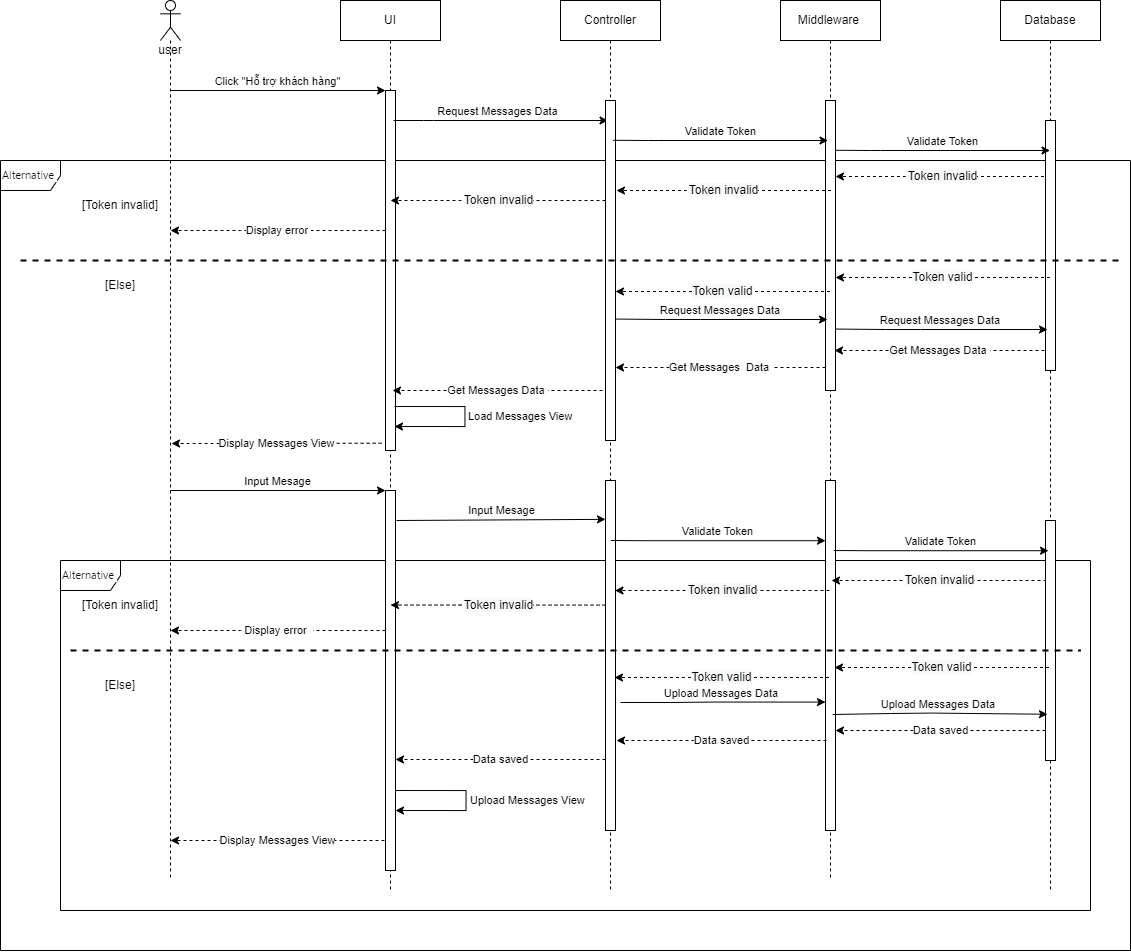 UI
Controller
Middleware
Database
user
Click "Hỗ trợ khách hàng"
Request Messages Data
Validate Token
Validate Token
Alternative
Token invalid
Token invalid
Token invalid
[Token invalid]
Display error
Token valid
[Else]
Token valid
Request Messages Data
Request Messages Data
Get Messages Data
Get Messages Data
Get Messages Data
Load Messages View
Display Messages View
Input Mesage
Input Mesage
Validate Token
Validate Token
Alternative
Token invalid
Token invalid
[Token invalid]
Token invalid
Display error
Token valid
Token valid
[Else]
Upload Messages Data
Upload Messages Data
Data saved
Data saved
Data saved
Upload Messages View
Display Messages View